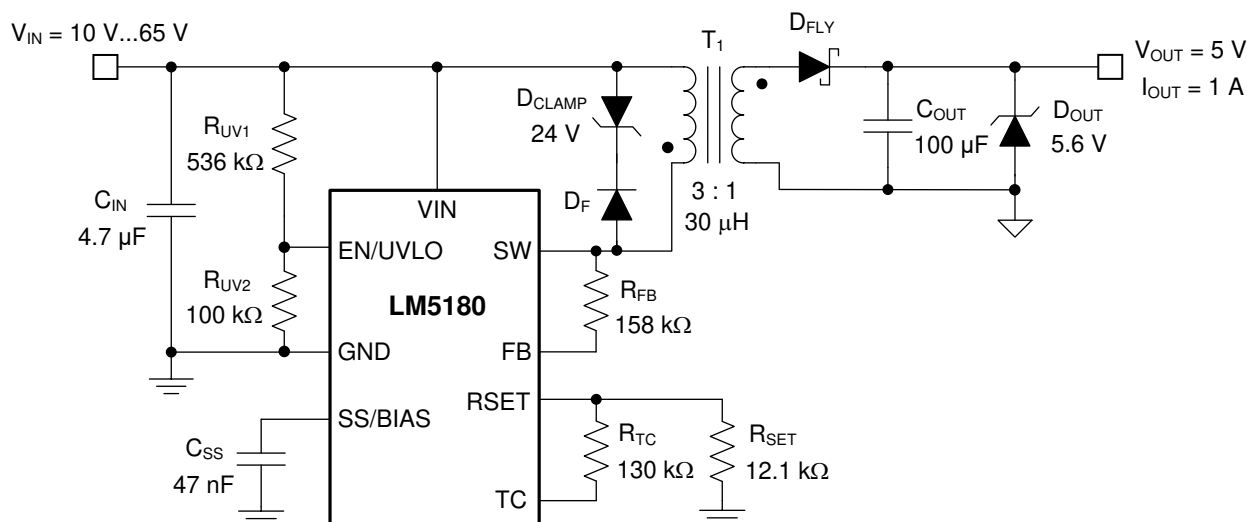 V_IN = 10 V...65 V
T₁
D_FLY
V_OUT = 5 V
I_OUT = 1 A
D_CLAMP
24 V
R_UV1
536 kΩ
C_OUT
100 µF
D_OUT
5.6 V
C_IN
4.7 µF
VIN
D_F
3 : 1
30 µH
EN/UVLO
SW
R_UV2
100 kΩ
LM5180
R_FB
158 kΩ
GND
FB
RSET
SS/BIAS
C_SS
47 nF
R_TC
130 kΩ
R_SET
12.1 kΩ
TC